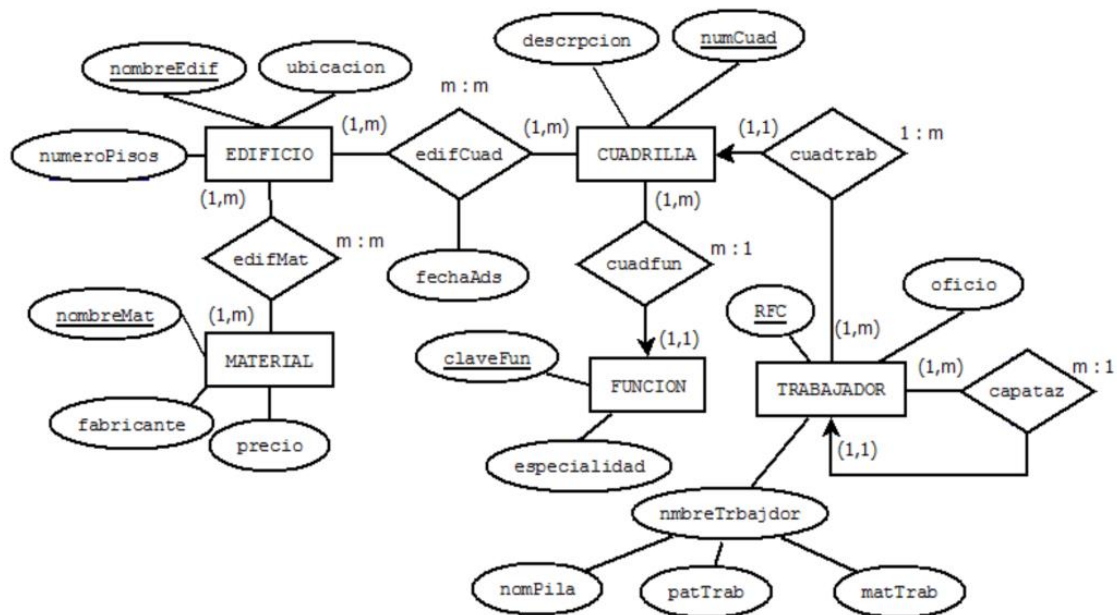 descrpcion
numCuad
nombreEdif
ubicacion
m : m
(1,m)
(1,m)
(1,1)
1 : m
numeroPisos
EDIFICIO
edifCuad
CUADRILLA
cuadtrab
(1,m)
(1,m)
edifMat
m : m
fechaAds
cuadfun
m : 1
oficio
nombreMat
(1,m)
RFC
(1,m)
(1,1)
claveFun
(1,m)
m : 1
MATERIAL
FUNCION
TRABAJADOR
capataz
fabricante
precio
especialidad
(1,1)
nmbreTrbajdor
nomPila
patTrab
matTrab